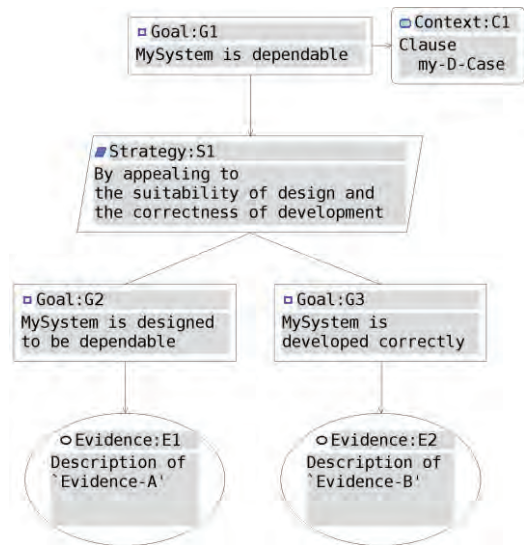 Goal:G1
MySystem is dependable
Context:C1
Clause
my-D-Case
Strategy:S1
By appealing to
the suitability of design and
the correctness of development
Goal:G2
MySystem is designed
to be dependable
Goal:G3
MySystem is
developed correctly
Evidence:E1
Description of
`Evidence-A'
Evidence:E2
Description of
`Evidence-B'